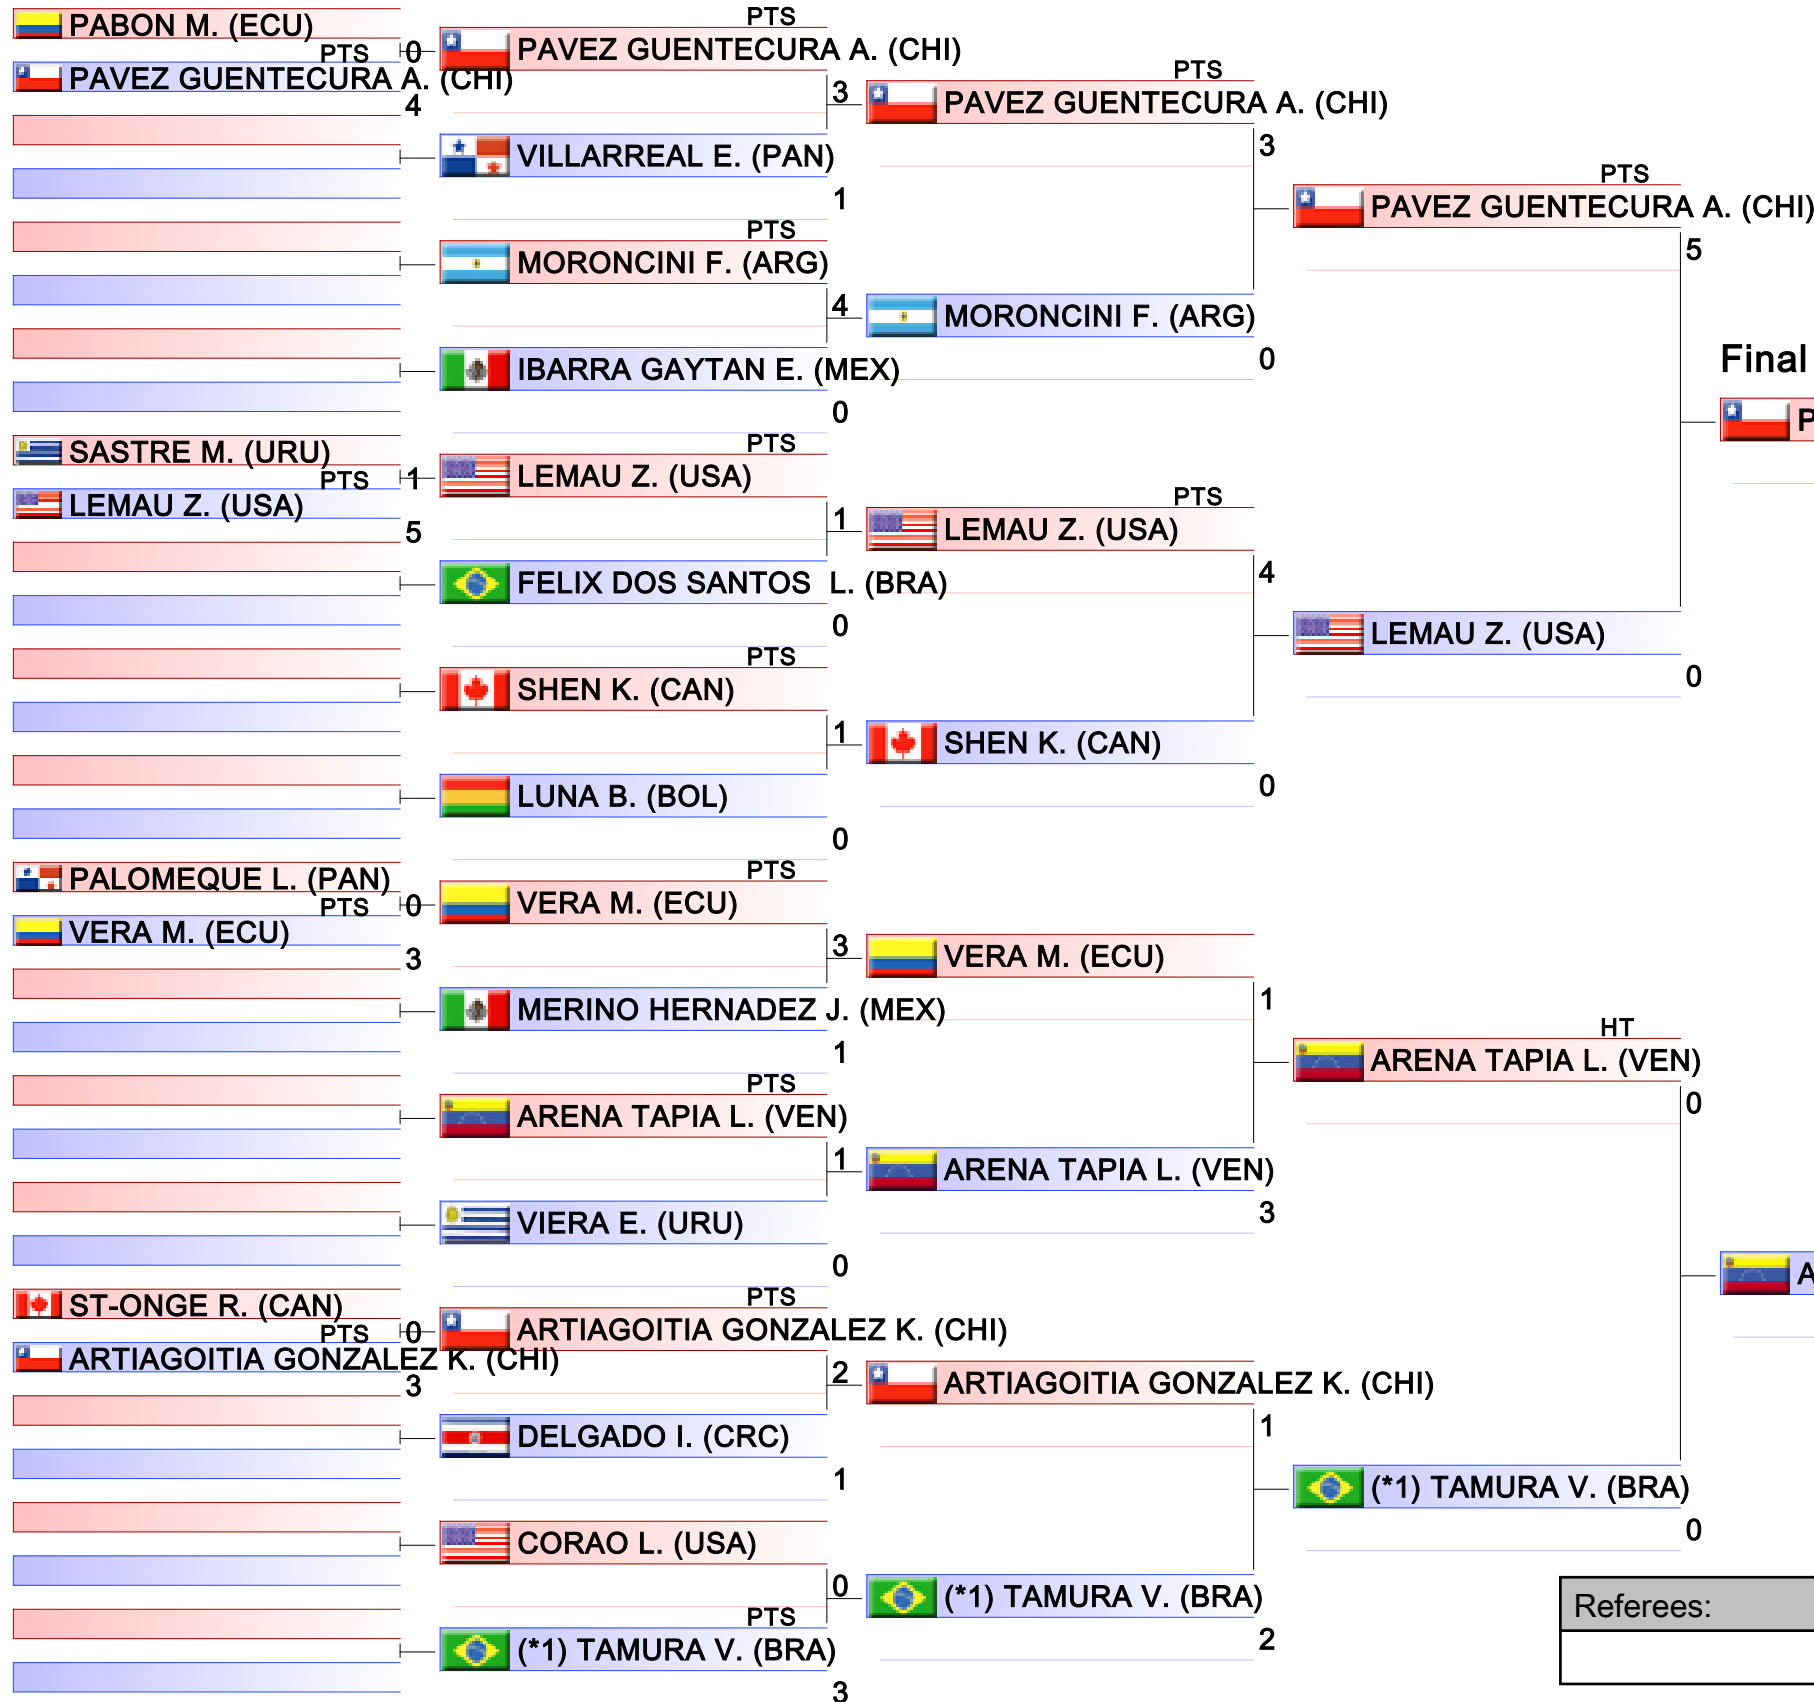 PABON M. (ECU)
PTS 0
PAVEZ GUENTECURA A. (CHI)
4
SASTRE M. (URU)
PTS 1
LEMAU Z. (USA)
5
PALOMEQUE L. (PAN)
PTS 0
VERA M. (ECU)
3
ST-ONGE R. (CAN)
PTS 0
ARTIAGOITIA GONZALEZ K. (CHI)
3
PTS
PAVEZ GUENTECURA A. (CHI)
3
VILLARREAL E. (PAN)
1
PTS
MORONCINI F. (ARG)
4
IBARRA GAYTAN E. (MEX)
0
PTS
LEMAU Z. (USA)
1
FELIX DOS SANTOS L. (BRA)
0
PTS
SHEN K. (CAN)
1
LUNA B. (BOL)
0
PTS
VERA M. (ECU)
3
MERINO HERNADEZ J. (MEX)
1
PTS
ARENA TAPIA L. (VEN)
1
VIERA E. (URU)
0
PTS
ARTIAGOITIA GONZALEZ K. (CHI)
2
DELGADO I. (CRC)
1
CORAO L. (USA)
0
PTS
(*1) TAMURA V. (BRA)
3
PTS
PAVEZ GUENTECURA A. (CHI)
3
MORONCINI F. (ARG)
0
PTS
LEMAU Z. (USA)
4
SHEN K. (CAN)
0
VERA M. (ECU)
1
ARENA TAPIA L. (VEN)
3
ARTIAGOITIA GONZALEZ K. (CHI)
1
(*1) TAMURA V. (BRA)
2
PTS
PAVEZ GUENTECURA A. (CHI)
5
LEMAU Z. (USA)
0
HT
ARENA TAPIA L. (VEN)
0
(*1) TAMURA V. (BRA)
0
Final
P
A
Referees: